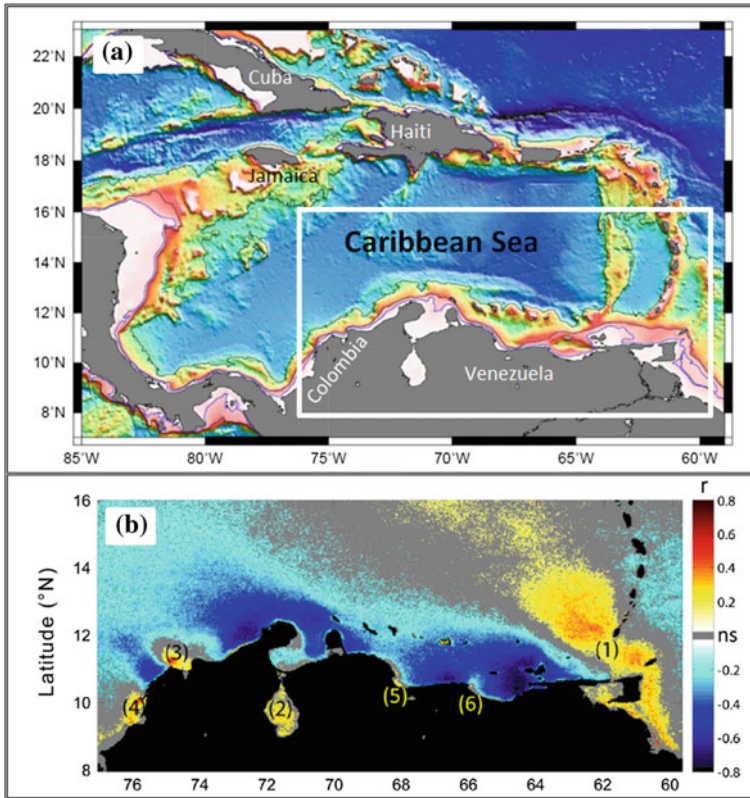 (a)
22°N
20°N
18°N
16°N
14°N
12°N
10°N
8°N
Cuba
Haiti
Jamaica
Caribbean Sea
Colombia
Venezuela
85°W 80°W 75°W 70°W 65°W 60°W
(b)
r
16
14
12
10
8
Latitude (°N)
(1)
(3)
(4)
(2)
(5)
(6)
0.8
0.6
0.4
0.2
ns
-0.2
-0.4
-0.6
-0.8
76 74 72 70 68 66 64 62 60